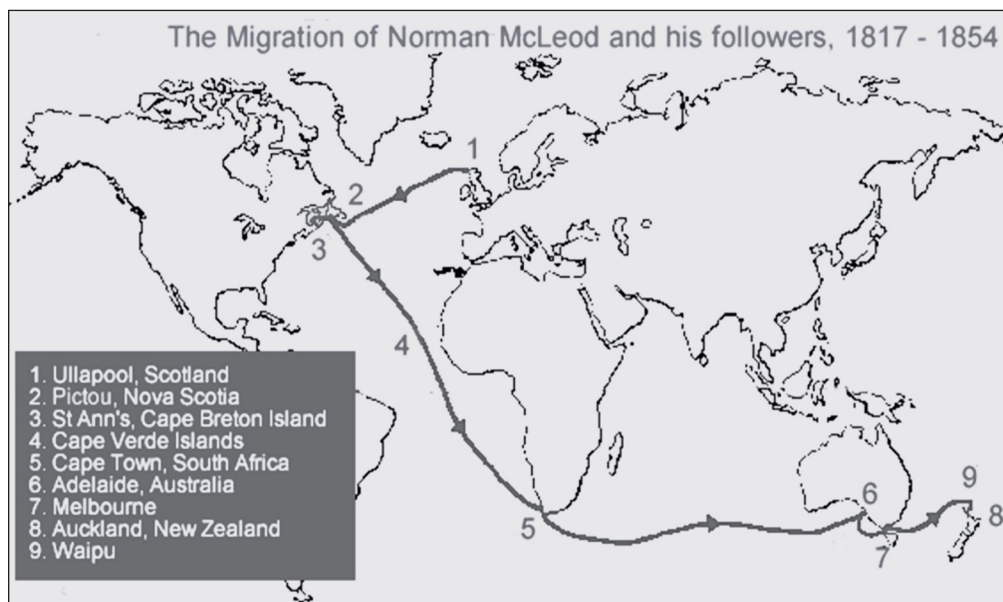 The Migration of Norman McLeod and his followers, 1817 - 1854
1
2
3
4
1. Ullapool, Scotland
2. Pictou, Nova Scotia
3. St Ann's, Cape Breton Island
4. Cape Verde Islands
5. Cape Town, South Africa
6. Adelaide, Australia
7. Melbourne
8. Auckland, New Zealand
9. Waipu
5
6
7
9
8